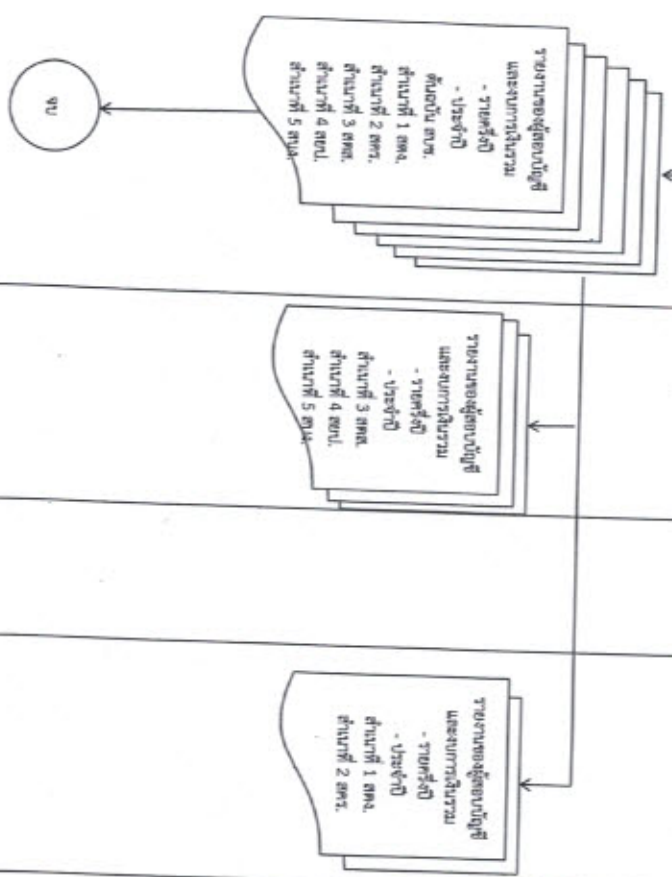 รายงานของผู้สอบบัญชี
และงบการเงินรวม
- รายครึ่งปี
- ประจำปี
ต้นฉบับ สบช.
สำเนาที่ 1 สตง.
สำเนาที่ 2 สคร.
สำเนาที่ 3 สตส.
สำเนาที่ 4 สยป.
สำเนาที่ 5 สนง.
จบ
รายงานของผู้สอบบัญชี
และงบการเงินรวม
- รายครึ่งปี
- ประจำปี
สำเนาที่ 3 สตส.
สำเนาที่ 4 สยป.
สำเนาที่ 5 สนง.
รายงานของผู้สอบบัญชี
และงบการเงินรวม
- รายครึ่งปี
- ประจำปี
สำเนาที่ 1 สตง.
สำเนาที่ 2 สคร.